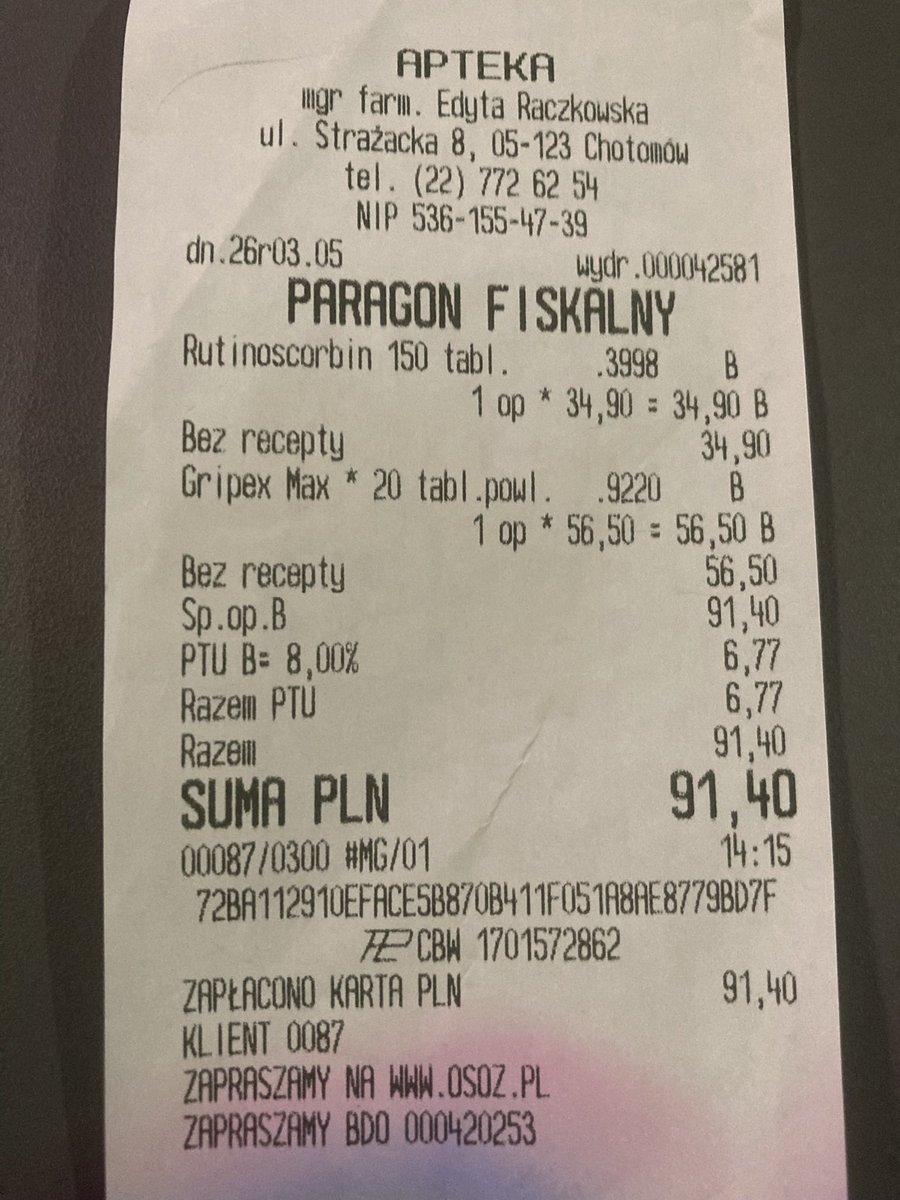 APTEKA
mgr farm. Edyta Raczkowska
ul. Strażacka 8, 05-123 Chotomów
tel. (22) 772 62 54
NIP 536-155-47-39
dn.26r03.05 wydr.000042581
PARAGON FISKALNY
Rutinoscorbin 150 tabl. .3998 B
1 op * 34,90 = 34,90 B
Bez recepty 34,90
Gripex Max * 20 tabl.powl. .9220 B
1 op * 56,50 = 56,50 B
Bez recepty 56,50
Sp.op.B 91,40
PTU B= 8,00% 6,77
Razem PTU 6,77
Razem 91,40
SUMA PLN 91,40
00087/0300 #MG/01 14:15
72BA112910EFACE5B870B411F051A8AE8779BD7F
CBW 1701572862
ZAPŁACONO KARTA PLN 91,40
KLIENT 0087
ZAPRASZAMY NA WWW.OSOZ.PL
ZAPRASZAMY BDO 000420253